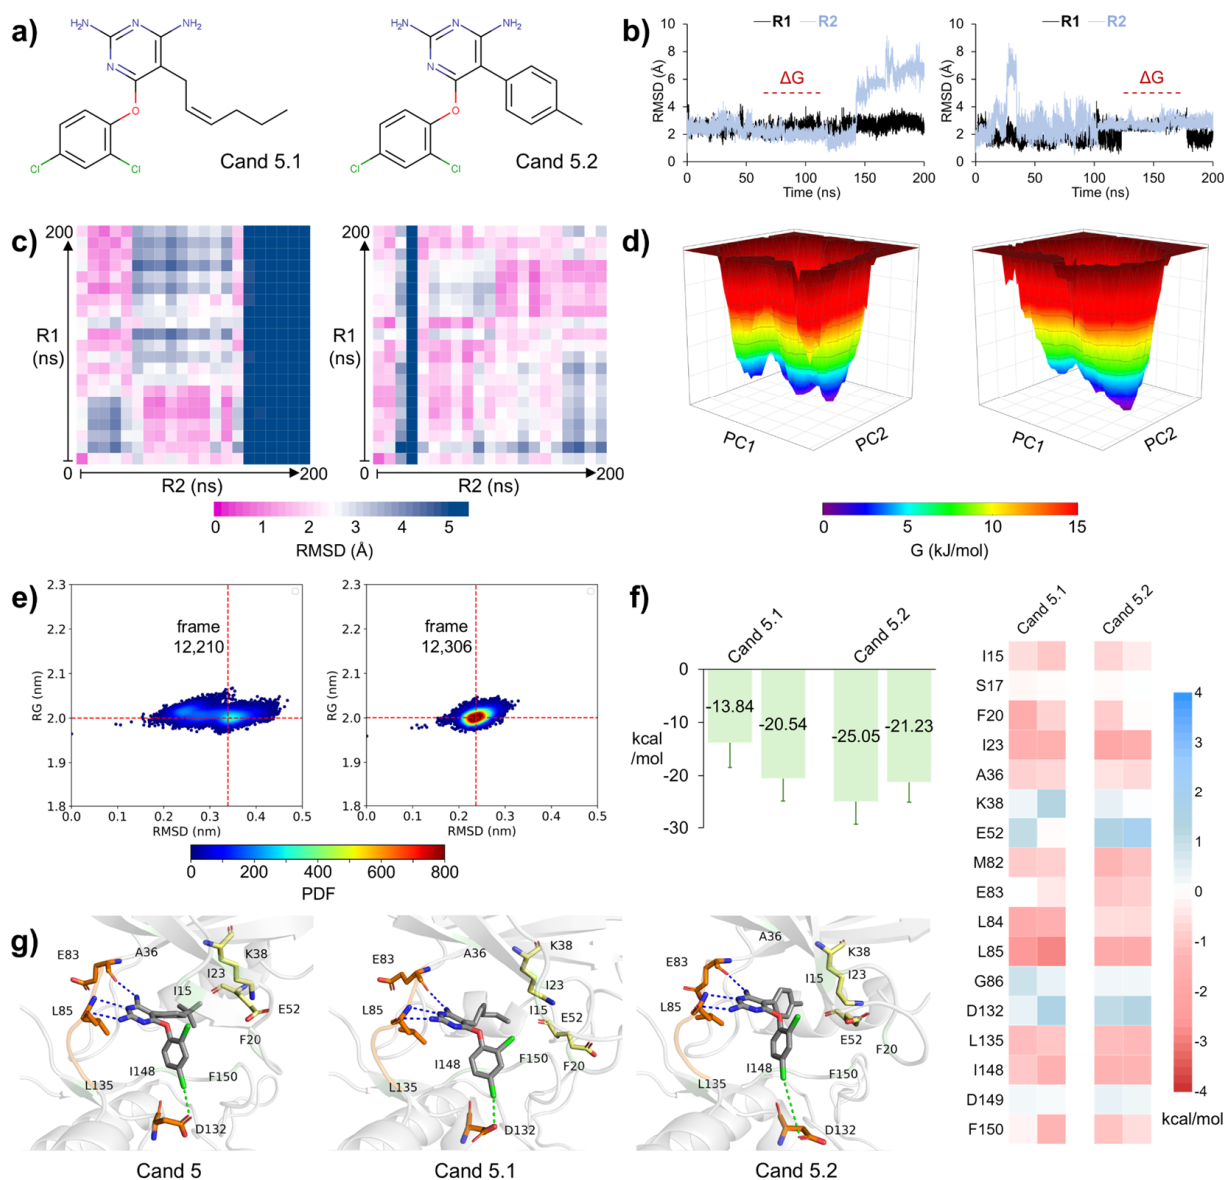 a)
NH₂
N
NH₂
N
O
Cl
Cl
Cand 5.1
NH₂
N
NH₂
N
O
Cl
Cl
Cand 5.2
b)
R1 R2
RMSD (Å)
10
8
6
4
2
0
ΔG
0 50 100 150 200
Time (ns)
R1 R2
RMSD (Å)
10
8
6
4
2
0
ΔG
0 50 100 150 200
Time (ns)
c)
200
R1
(ns)
0
R2 (ns)
200
200
R1
(ns)
0
R2 (ns)
200
0 1 2 3 4 5
RMSD (Å)
d)
PC1
PC2
PC1
PC2
0 5 10 15
G (kJ/mol)
e)
RG (nm)
2.3
2.2
2.1
2.0
1.9
1.8
frame
12,210
0.0 0.1 0.2 0.3 0.4 0.5
RMSD (nm)
RG (nm)
2.3
2.2
2.1
2.0
1.9
1.8
frame
12,306
0.0 0.1 0.2 0.3 0.4 0.5
RMSD (nm)
0 200 400 600 800
PDF
f)
Cand 5.1
Cand 5.2
kcal
/mol
0
-10
-20
-30
-13.84
-20.54
-25.05
-21.23
Cand 5.1
Cand 5.2
I15
S17
F20
I23
A36
K38
E52
M82
E83
L84
L85
G86
D132
L135
I148
D149
F150
4
3
2
1
0
-1
-2
-3
-4
kcal/mol
g)
E83
A36
K38
I23
I15
L85
E52
F20
I148
F150
L135
D132
Cand 5
E83
A36
K38
I23
L85
I15
E52
I148
F150
F20
L135
D132
Cand 5.1
A36
K38
E83
I15
I23
L85
E52
F20
I148
F150
L135
D132
Cand 5.2